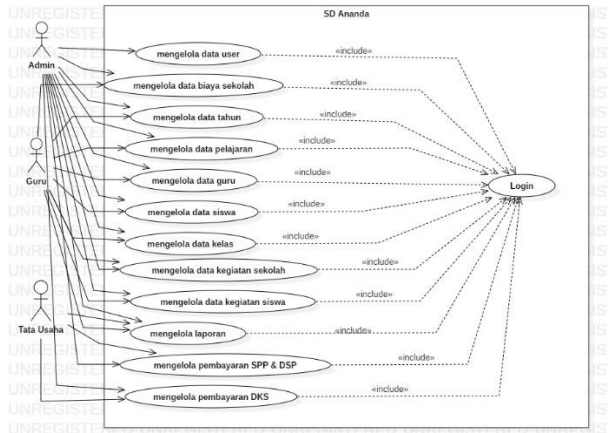 SD Ananda
Admin
Guru
Tata Usaha
mengelola data user
«include»
mengelola data biaya sekolah
«include»
mengelola data tahun
«include»
mengelola data pelajaran
«include»
mengelola data guru
«include»
Login
mengelola data siswa
«include»
mengelola data kelas
«include»
mengelola data kegiatan sekolah
«include»
mengelola data kegiatan siswa
«include»
mengelola laporan
«include»
mengelola pembayaran SPP & DSP
«include»
mengelola pembayaran DKS
«include»